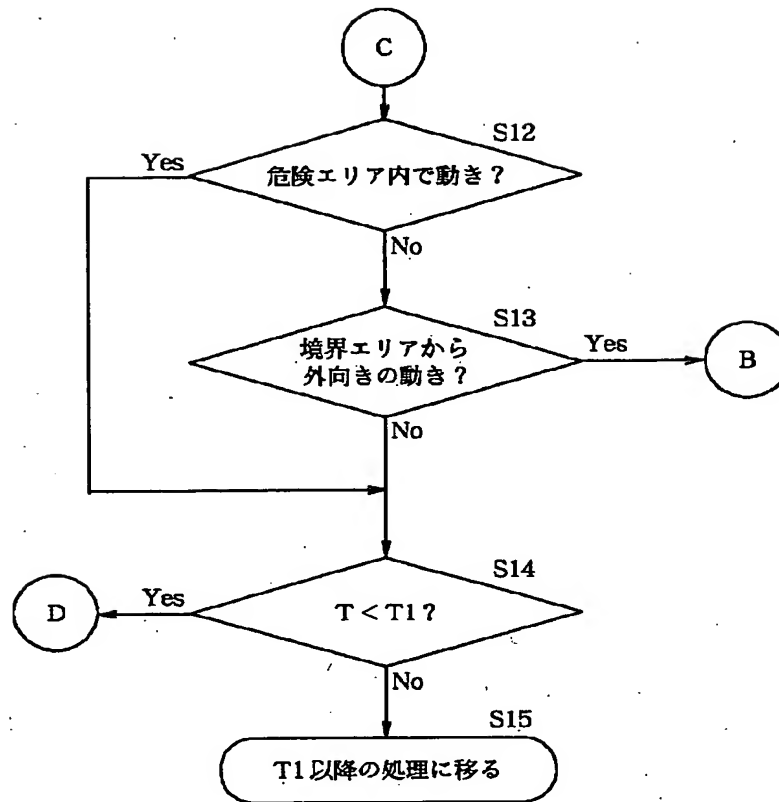 C
S12
Yes
危険エリア内で動き?
No
S13
境界エリアから
外向きの動き?
Yes
B
No
S14
D
Yes
T<T1?
No
S15
T1以降の処理に移る